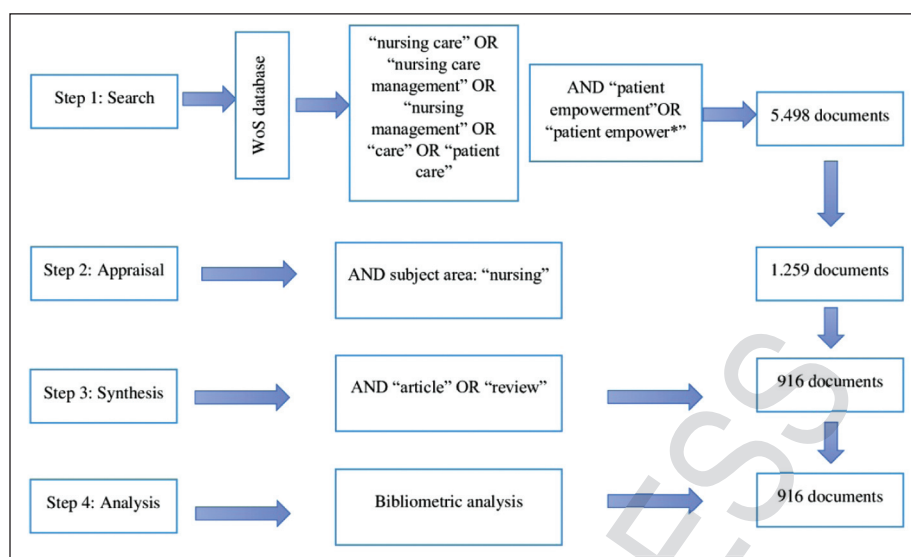 Step 1: Search
WoS database
“nursing care” OR
“nursing care
management” OR
“nursing
management” OR
“care” OR “patient
care”
AND “patient
empowerment”OR
“patient empower*”
5.498 documents
Step 2: Appraisal
AND subject area: “nursing”
1.259 documents
Step 3: Synthesis
AND “article” OR “review”
916 documents
Step 4: Analysis
Bibliometric analysis
916 documents
ESS